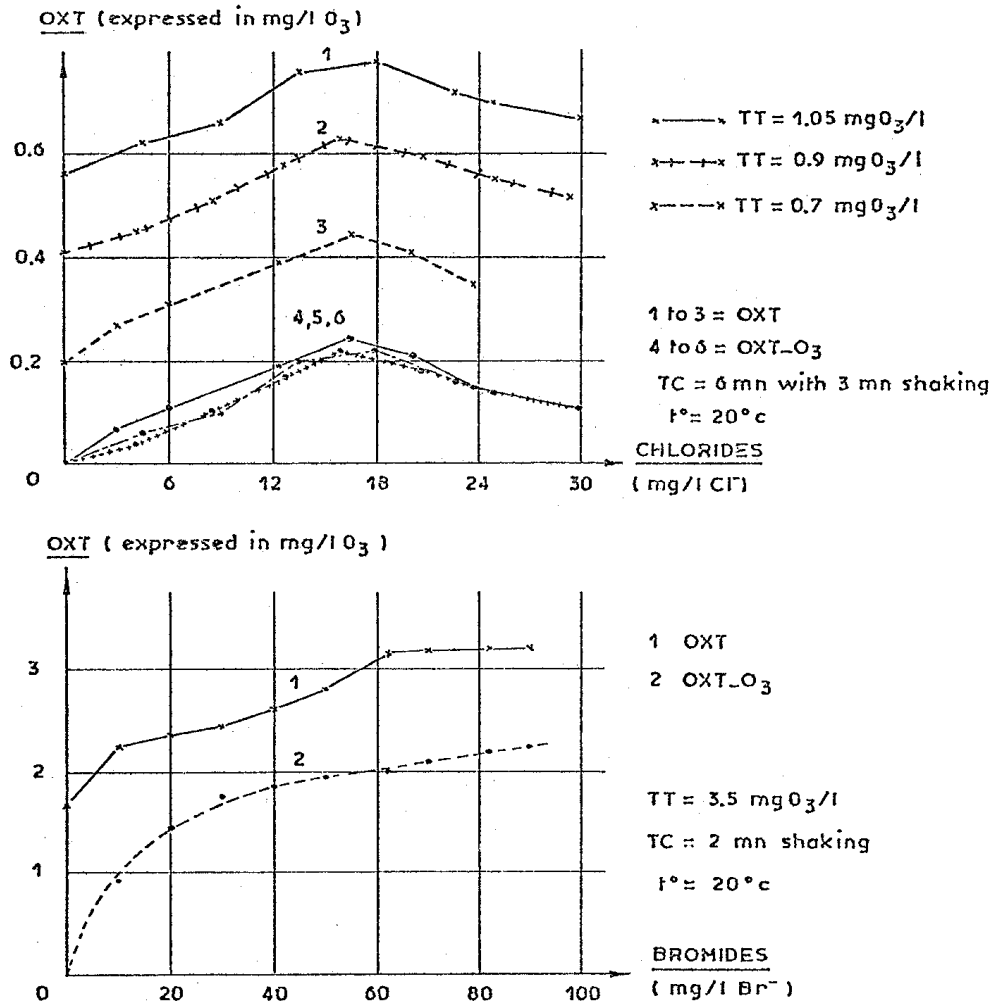 OXT (expressed in mg/l O₃)
1
2
3
4,5,6
0,6
0,4
0,2
0
6
12
18
24
30
TT = 1.05 mgO₃/l
TT = 0.9 mgO₃/l
TT = 0.7 mgO₃/l
1 to 3 = OXT
4 to 6 = OXT_O₃
TC = 6 mn with 3 mn shaking
t° = 20°c
CHLORIDES
(mg/l Cl⁻)
OXT (expressed in mg/l O₃)
1
2
3
2
1
0
20
40
60
80
100
1 OXT
2 OXT_O₃
TT = 3.5 mgO₃/l
TC = 2 mn shaking
t° = 20°c
BROMIDES
(mg/l Br⁻)